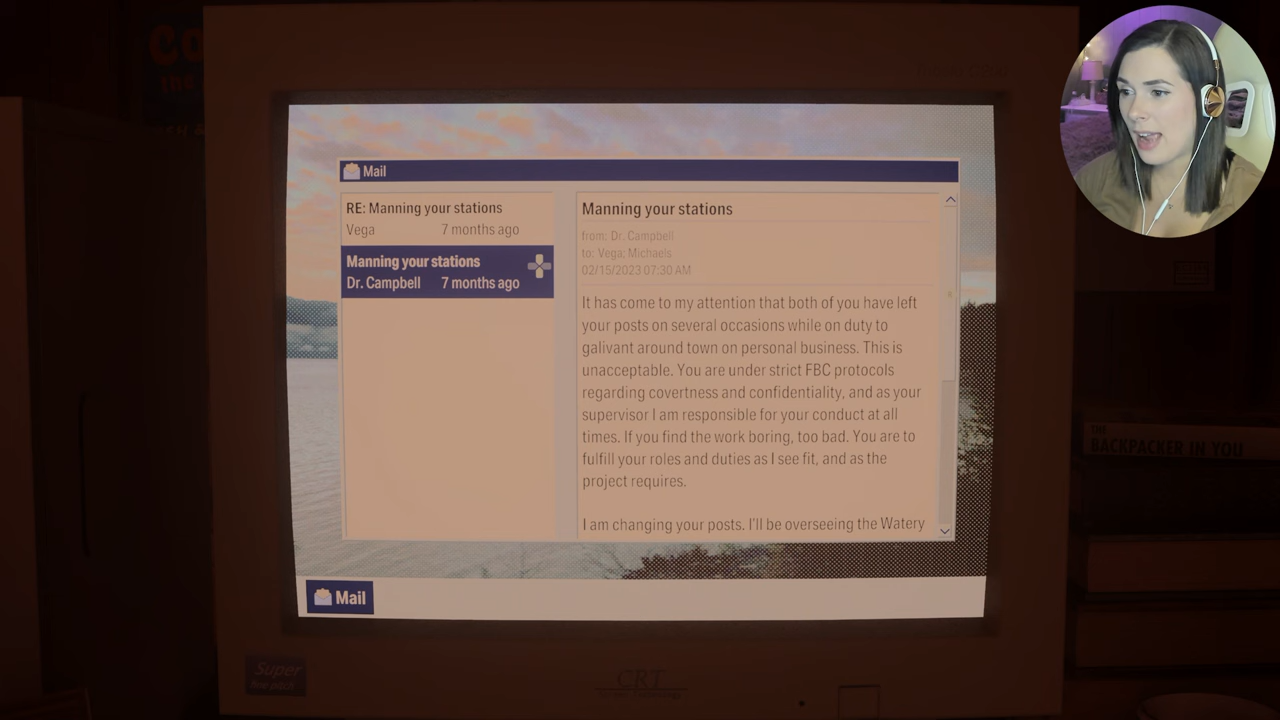 Mail
RE: Manning your stations
Vega 7 months ago
Manning your stations
Dr. Campbell 7 months ago
Manning your stations
from: Dr. Campbell
to: Vega; Michaels
02/15/2023 07:30 AM
It has come to my attention that both of you have left
your posts on several occasions while on duty to
galivant around town on personal business. This is
unacceptable. You are under strict FBC protocols
regarding covertness and confidentiality, and as your
supervisor I am responsible for your conduct at all
times. If you find the work boring, too bad. You are to
fulfill your roles and duties as I see fit, and as the
project requires.
I am changing your posts. I'll be overseeing the Watery
Mail
Super
fine pitch
CRT
THE
BACKPACKER IN YOU